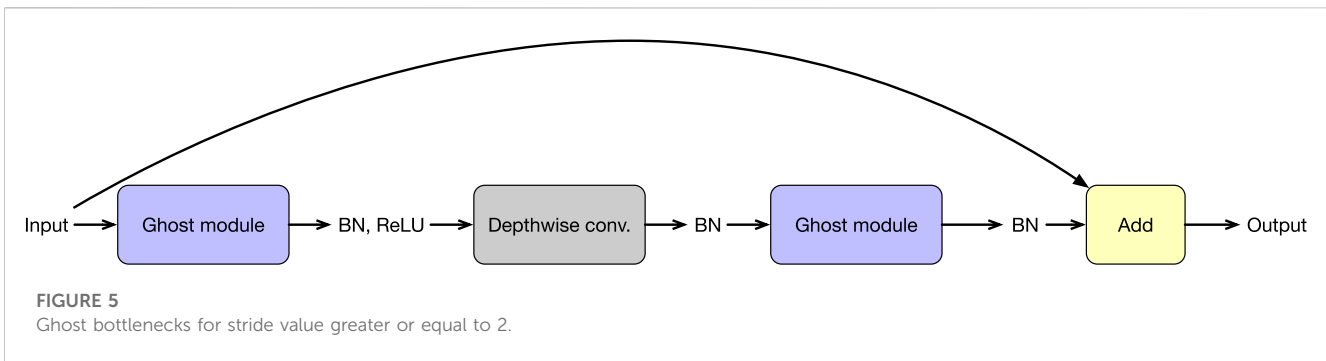 Input
Ghost module
BN, ReLU
Depthwise conv.
BN
Ghost module
BN
Add
Output
FIGURE 5
Ghost bottlenecks for stride value greater or equal to 2.